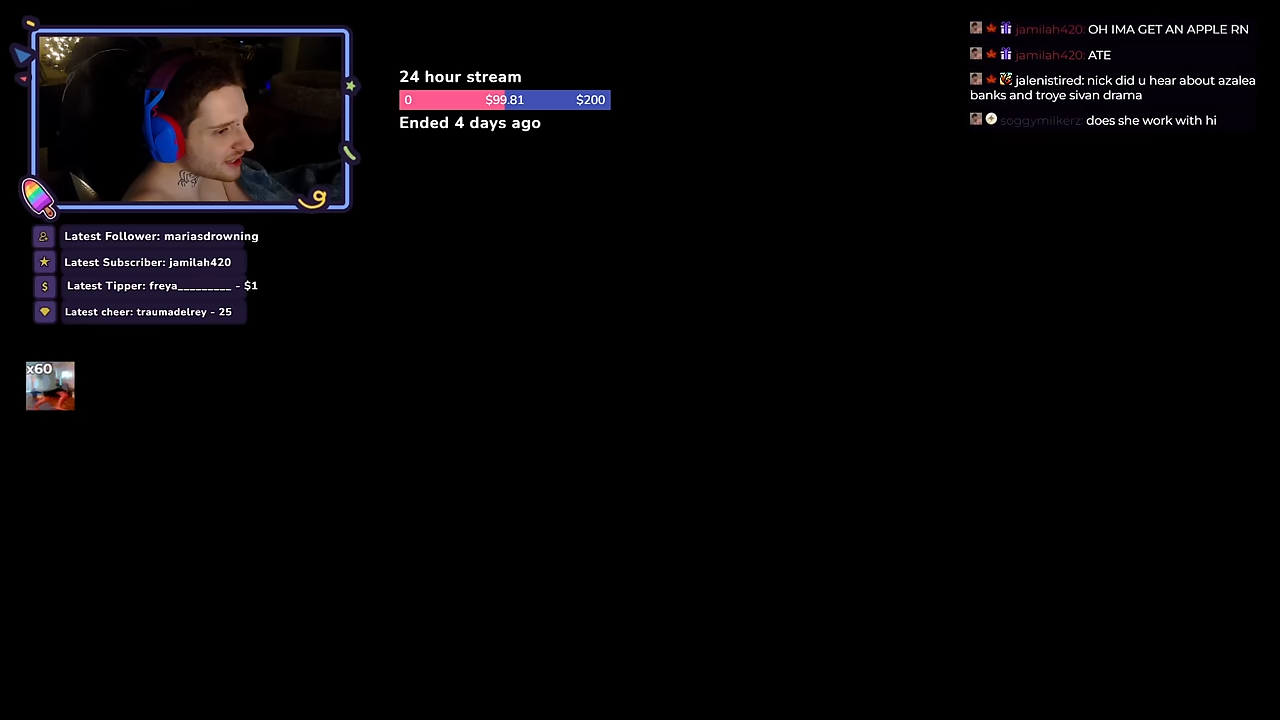 24 hour stream
0 $99.81 $200
Ended 4 days ago
Latest Follower: mariasdrowning
Latest Subscriber: jamilah420
Latest Tipper: freya_________ - $1
Latest cheer: traumadelrey - 25
x60
jamilah420: OH IMA GET AN APPLE RN
jamilah420: ATE
jalenistired: nick did u hear about azalea
banks and troye sivan drama
soggymilkerz: does she work with hi